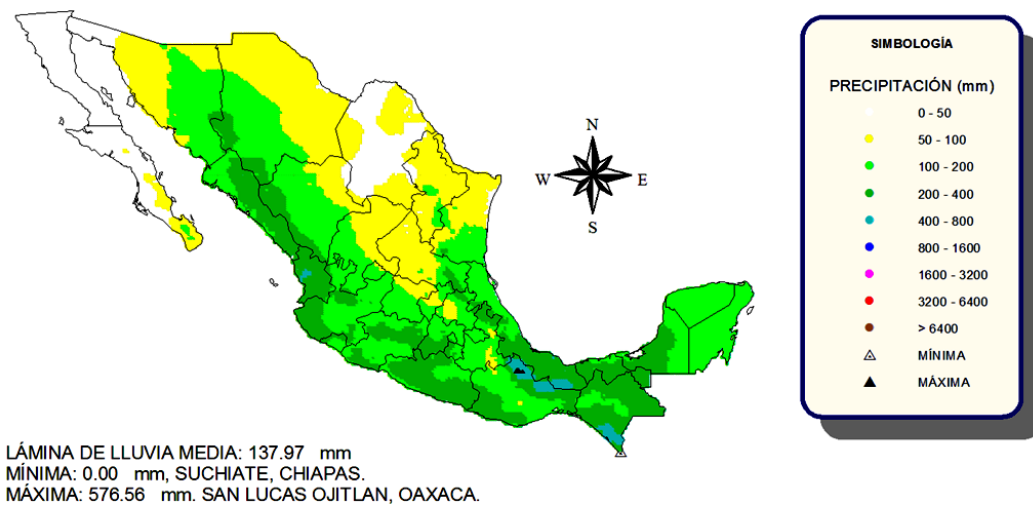 SIMBOLOGÍA
PRECIPITACIÓN (mm)
0 - 50
50 - 100
100 - 200
200 - 400
400 - 800
800 - 1600
1600 - 3200
3200 - 6400
> 6400
MÍNIMA
MÁXIMA
N
W E
S
LÁMINA DE LLUVIA MEDIA: 137.97 mm
MÍNIMA: 0.00 mm, SUCHIATE, CHIAPAS.
MÁXIMA: 576.56 mm. SAN LUCAS OJITLAN, OAXACA.